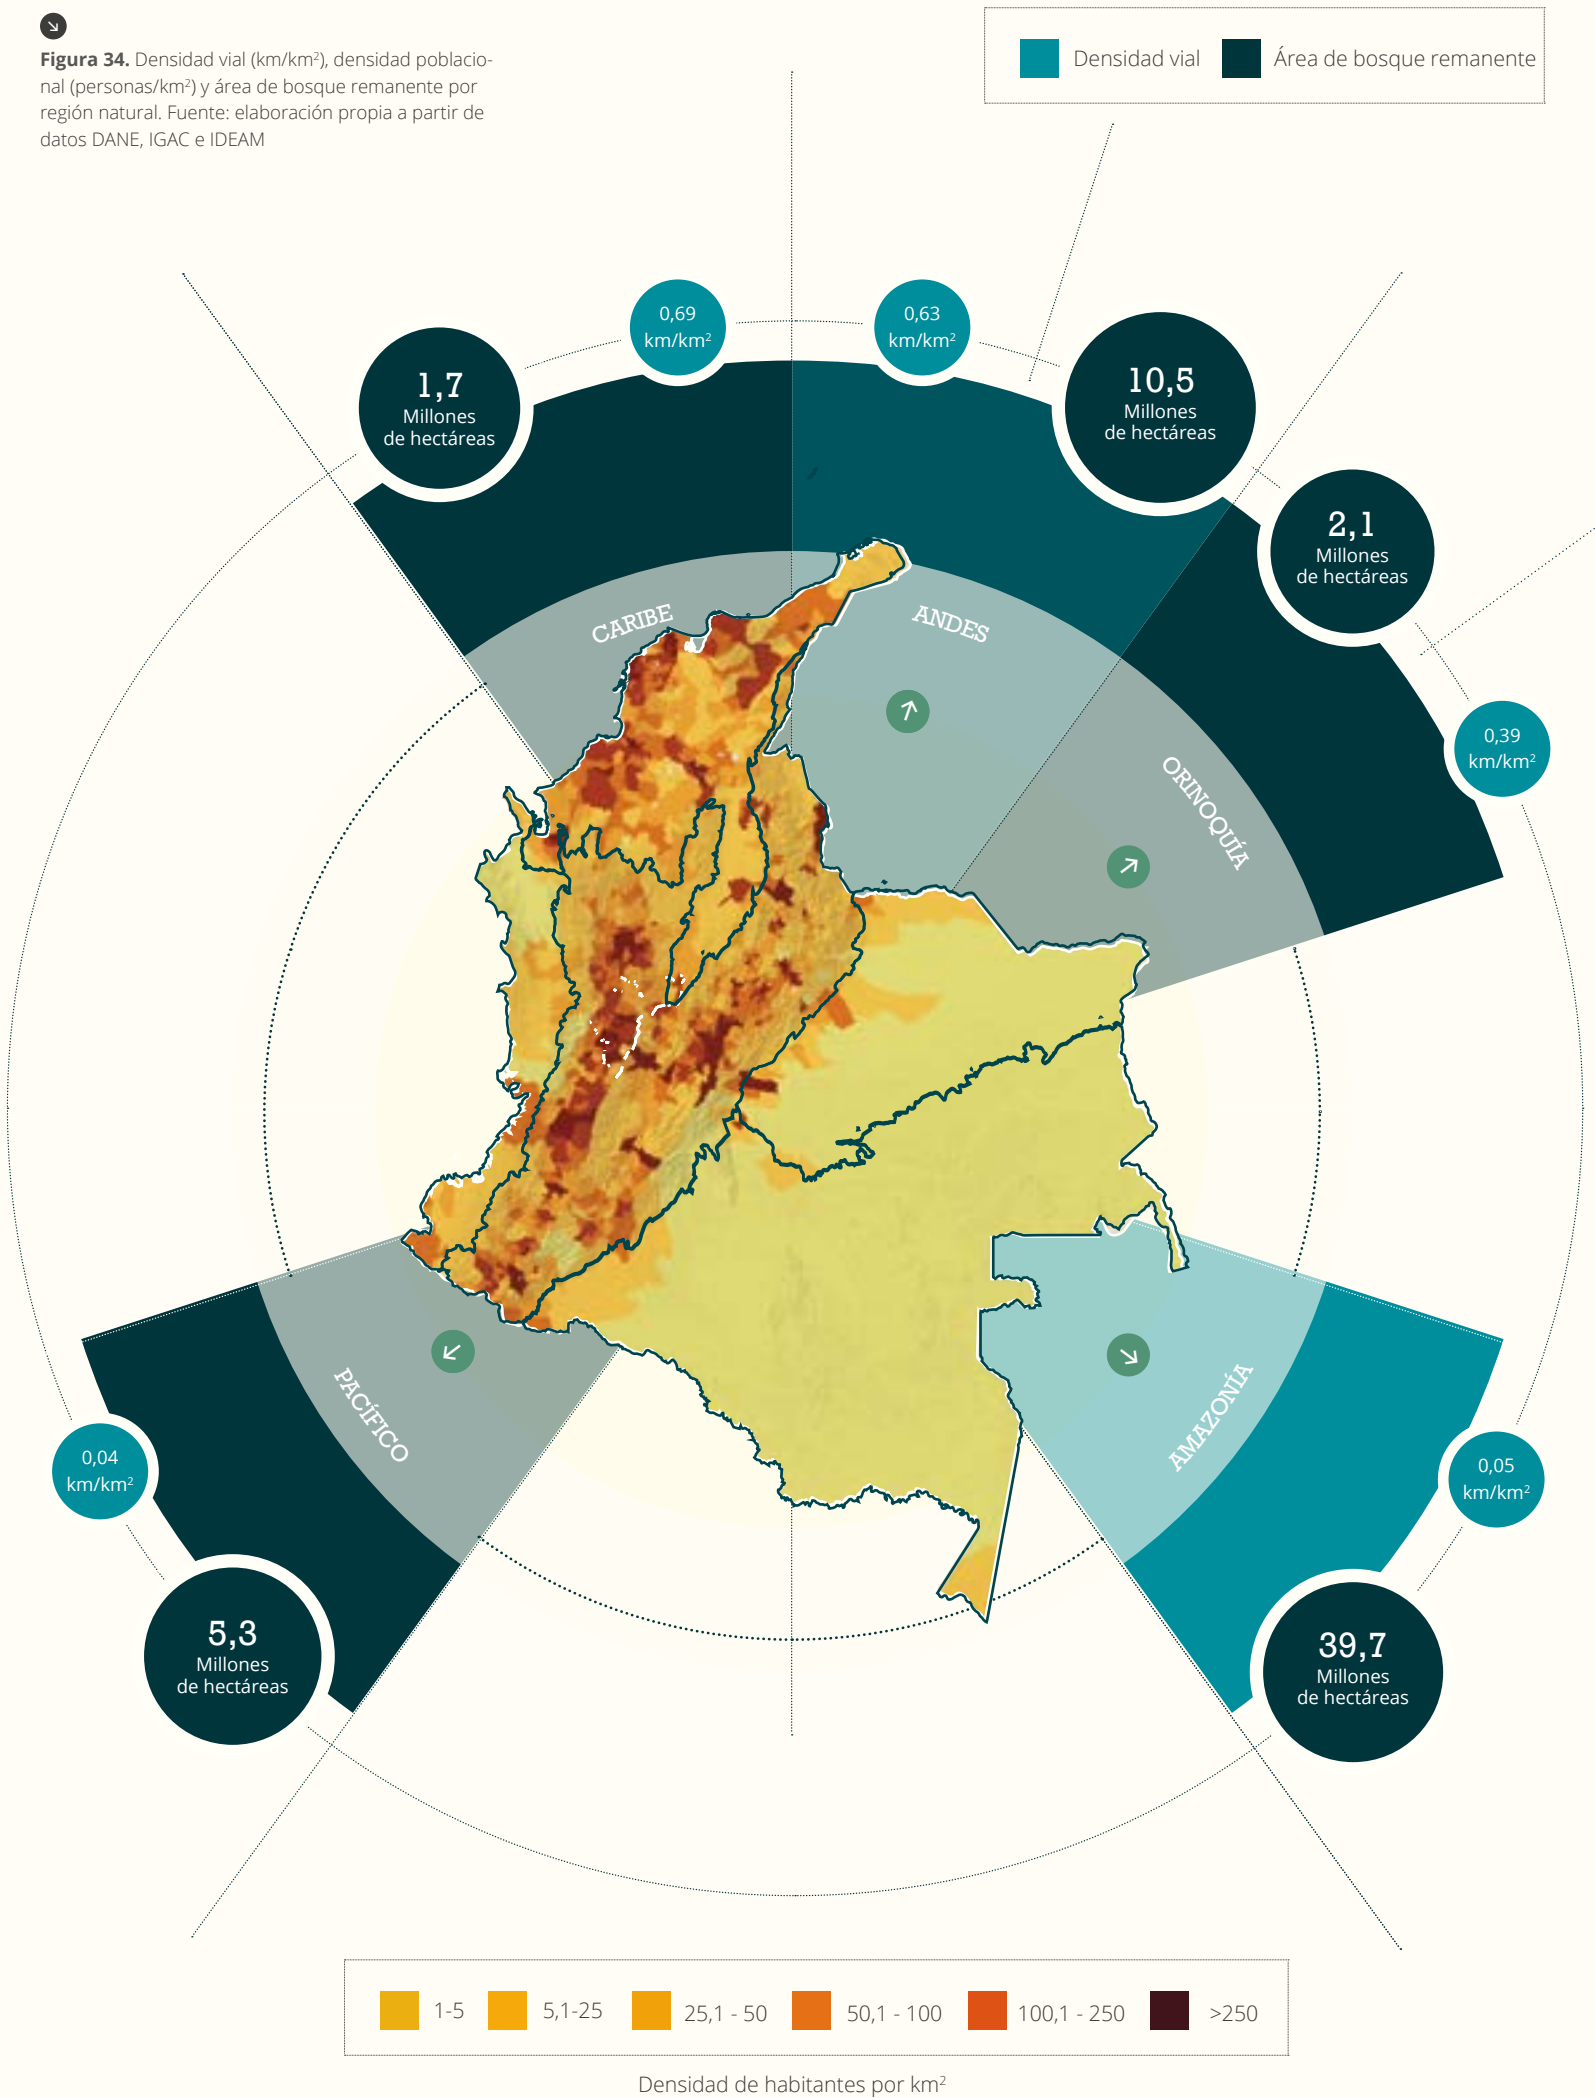 Figura 34. Densidad vial (km/km²), densidad poblacio-
nal (personas/km²) y área de bosque remanente por
región natural. Fuente: elaboración propia a partir de
datos DANE, IGAC e IDEAM
Densidad vial
Área de bosque remanente
0,69
km/km²
0,63
km/km²
1,7
Millones
de hectáreas
10,5
Millones
de hectáreas
2,1
Millones
de hectáreas
CARIBE
ANDES
0,39
km/km²
ORINOQUÍA
PACÍFICO
AMAZONÍA
0,04
km/km²
0,05
km/km²
5,3
Millones
de hectáreas
39,7
Millones
de hectáreas
1-5
5,1-25
25,1 - 50
50,1 - 100
100,1 - 250
>250
Densidad de habitantes por km²